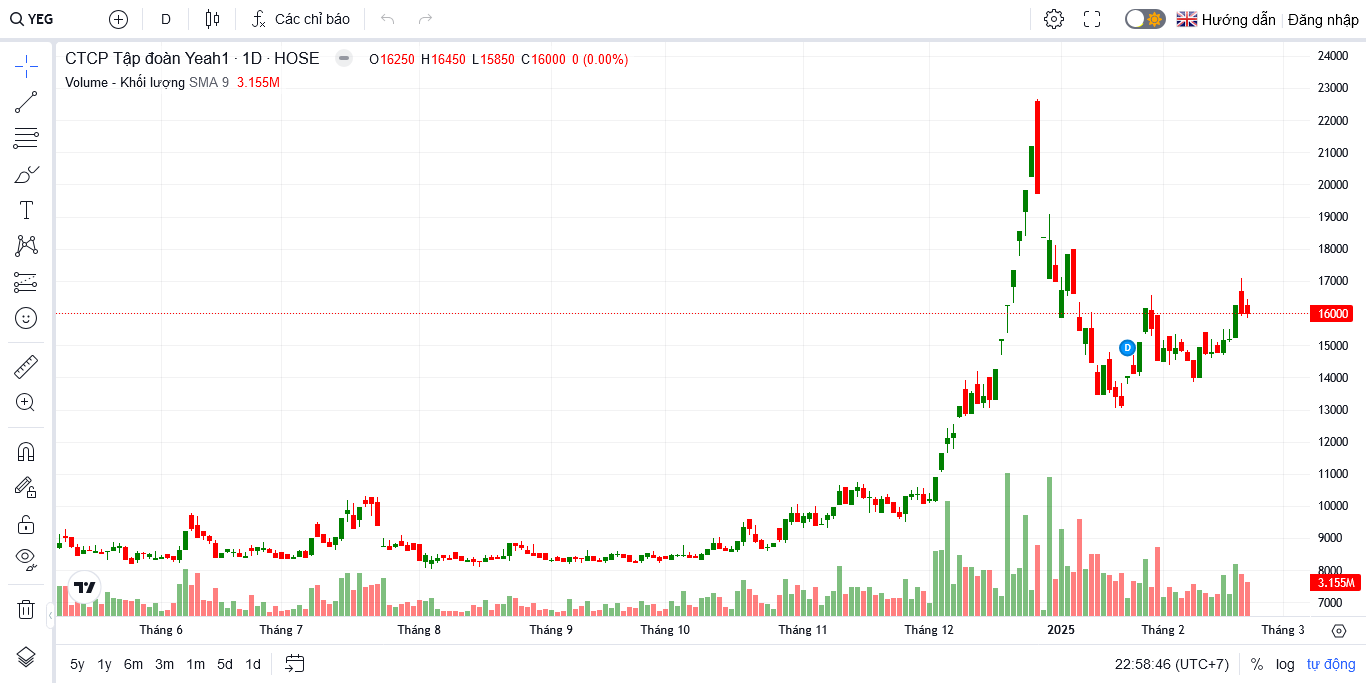 YEG D Các chỉ báo Hướng dẫn Đăng nhập
CTCP Tập đoàn Yeah1 · 1D · HOSE O16250 H16450 L15850 C16000 0 (0.00%)
Volume - Khối lượng SMA 9 3.155M
24000
23000
22000
21000
20000
19000
18000
17000
16000
15000
D
14000
13000
12000
11000
10000
9000
8000
3.155M
7000
Tháng 6 Tháng 7 Tháng 8 Tháng 9 Tháng 10 Tháng 11 Tháng 12 2025 Tháng 2 Tháng 3
5y 1y 6m 3m 1m 5d 1d 22:58:46 (UTC+7) % log tự động